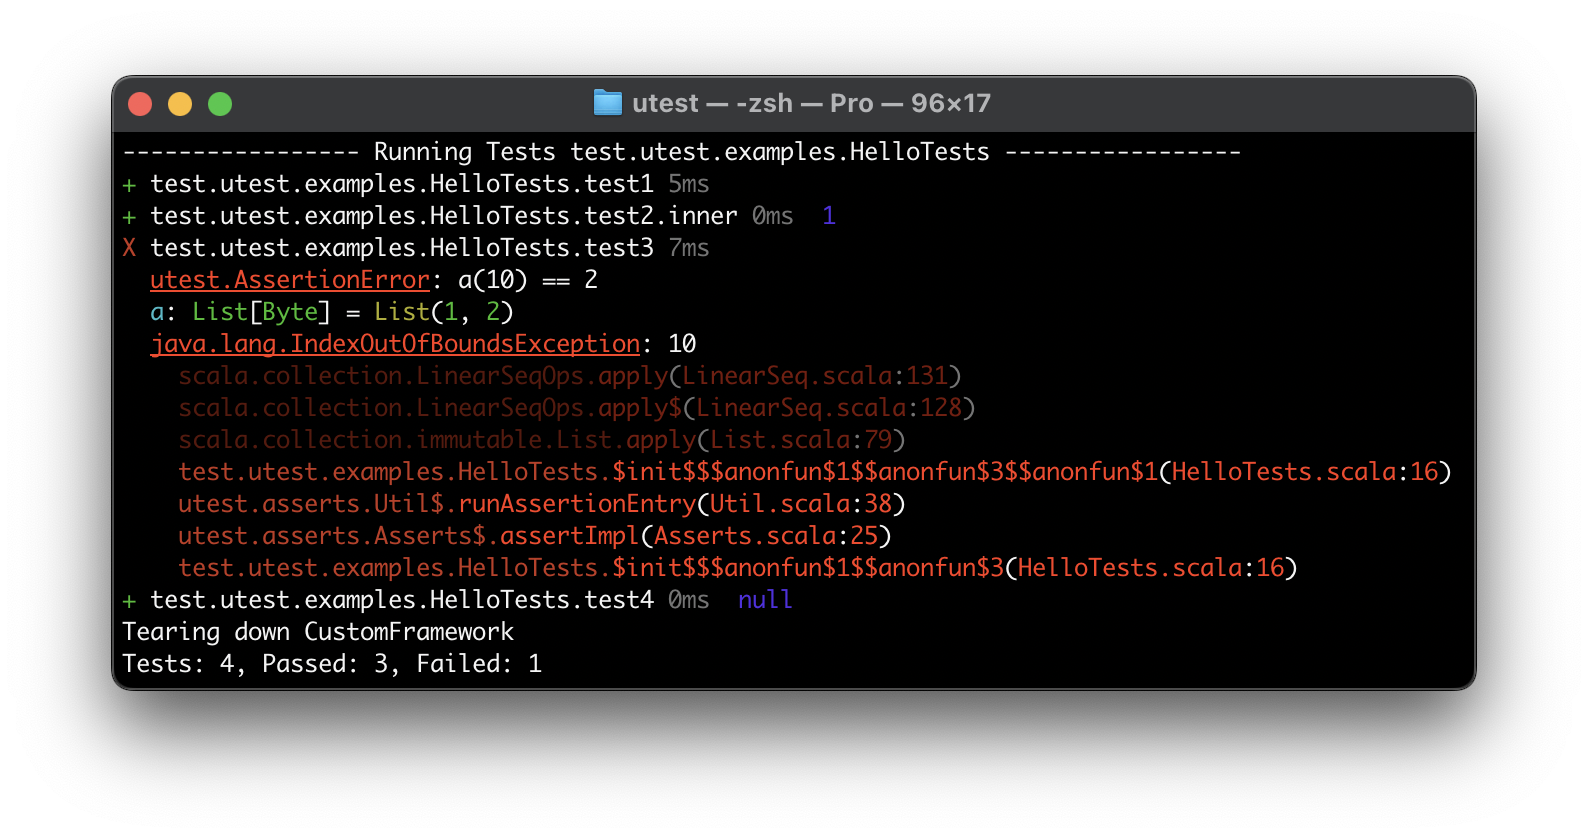 utest — -zsh — Pro — 96×17
----------------- Running Tests test.utest.examples.HelloTests -----------------
+ test.utest.examples.HelloTests.test1 5ms
+ test.utest.examples.HelloTests.test2.inner 0ms  1
X test.utest.examples.HelloTests.test3 7ms
  utest.AssertionError: a(10) == 2
  a: List[Byte] = List(1, 2)
  java.lang.IndexOutOfBoundsException: 10
    scala.collection.LinearSeqOps.apply(LinearSeq.scala:131)
    scala.collection.LinearSeqOps.apply$(LinearSeq.scala:128)
    scala.collection.immutable.List.apply(List.scala:79)
    test.utest.examples.HelloTests.$init$$$anonfun$1$$anonfun$3$$anonfun$1(HelloTests.scala:16)
    utest.asserts.Util$.runAssertionEntry(Util.scala:38)
    utest.asserts.Asserts$.assertImpl(Asserts.scala:25)
    test.utest.examples.HelloTests.$init$$$anonfun$1$$anonfun$3(HelloTests.scala:16)
+ test.utest.examples.HelloTests.test4 0ms  null
Tearing down CustomFramework
Tests: 4, Passed: 3, Failed: 1